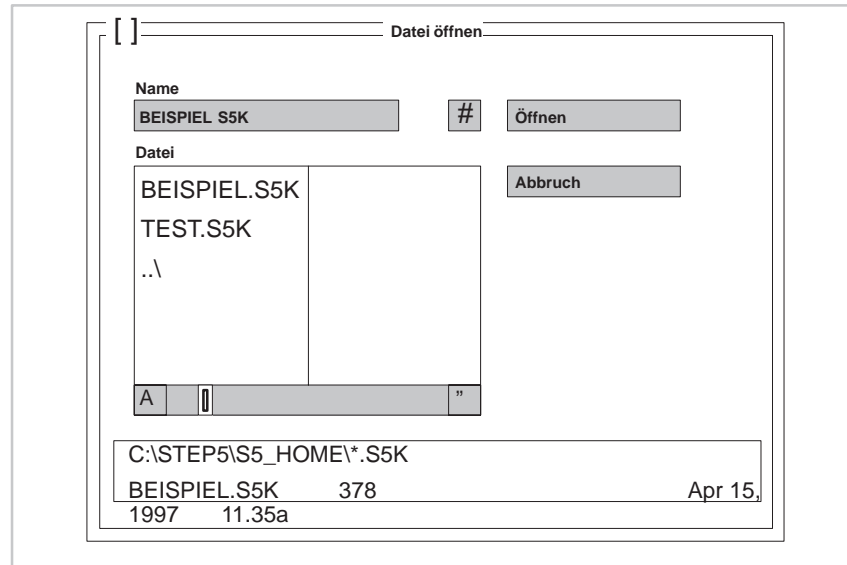 [ ] Datei öffnen
Name
BEISPIEL S5K # Öffnen
Datei
Abbruch
BEISPIEL.S5K
TEST.S5K
..\
A ”
C:\STEP5\S5_HOME\*.S5K
BEISPIEL.S5K 378 Apr 15,
1997 11.35a